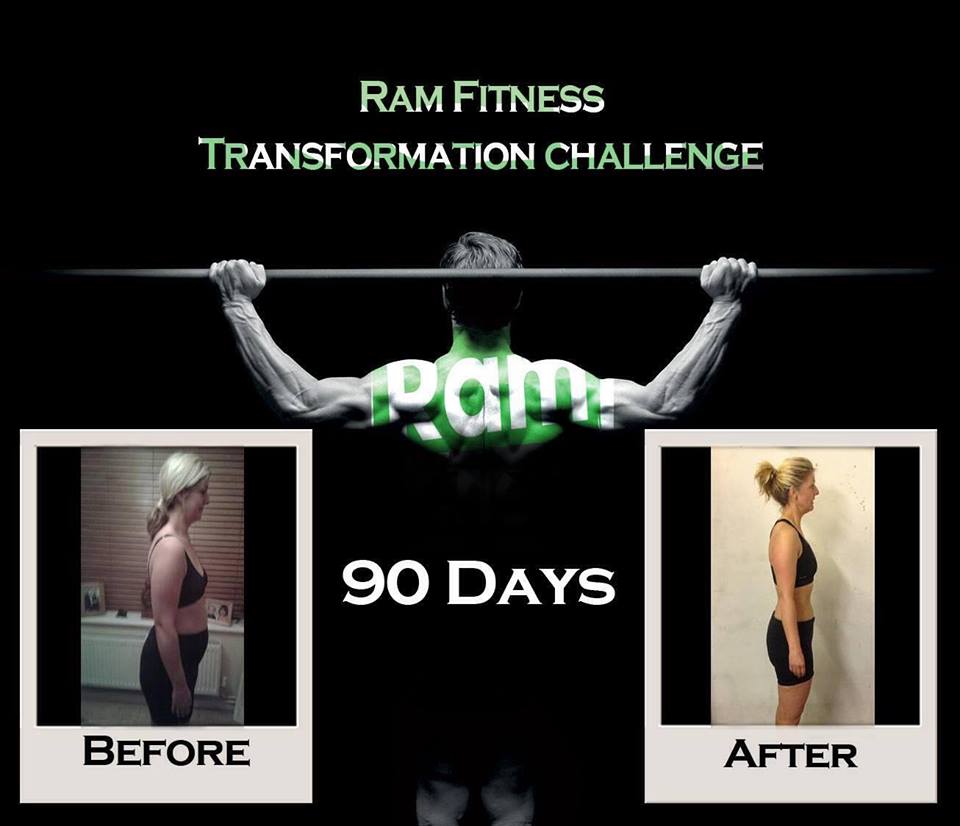 Ram Fitness
Transformation challenge
Ram
90 Days
Before
After